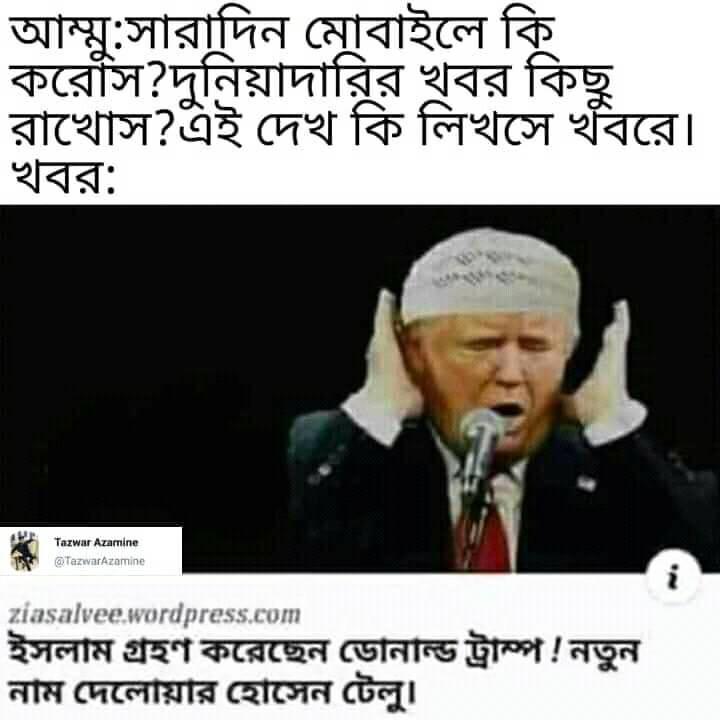 আম্মু:সারাদিন মোবাইলে কি
করোস?দুনিয়াদারির খবর কিছু
রাখোস?এই দেখ কি লিখসে খবরে।
খবর:
Tazwar Azamine
@TazwarAzamine
i
ziasalvee.wordpress.com
ইসলাম গ্রহণ করেছেন ডোনাল্ড ট্রাম্প ! নতুন
নাম দেলোয়ার হোসেন টেলু।